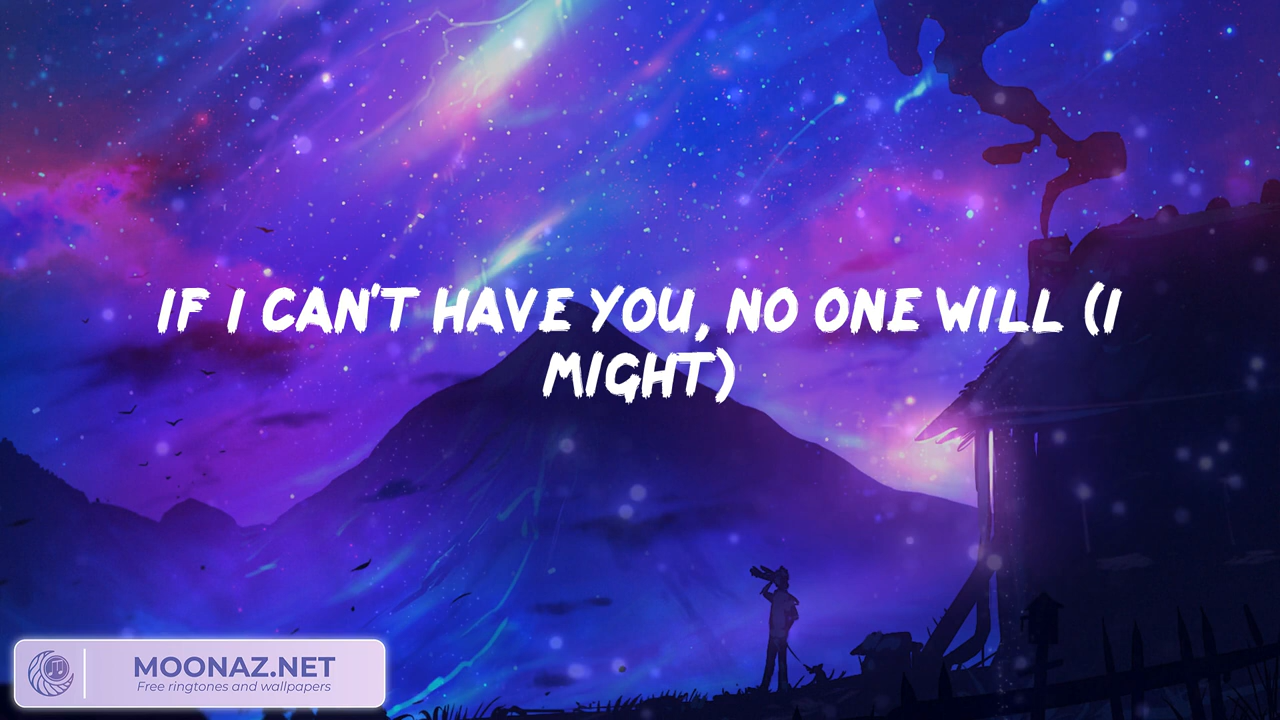 IF I CAN'T HAVE YOU, NO ONE WILL (I
MIGHT)
MOONAZ.NET
Free ringtones and wallpapers